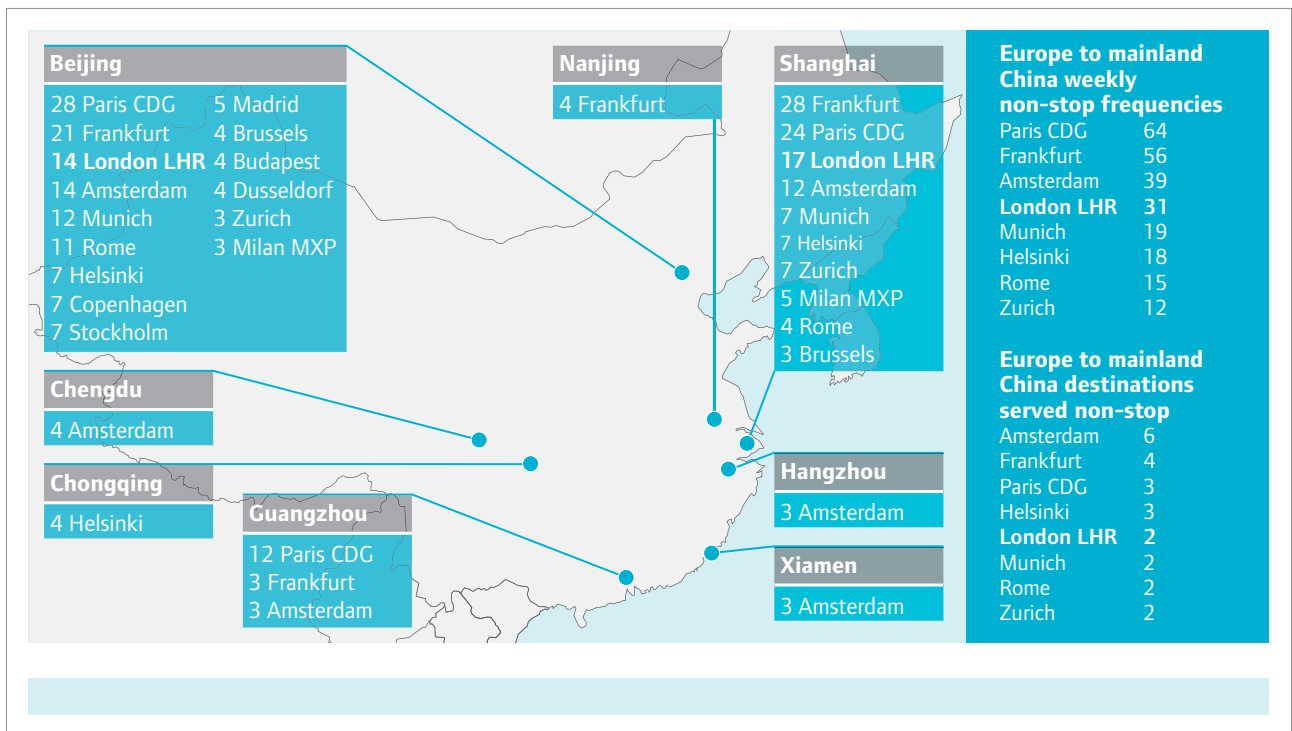 Beijing
28 Paris CDG
21 Frankfurt
14 London LHR
14 Amsterdam
12 Munich
11 Rome
7 Helsinki
7 Copenhagen
7 Stockholm
5 Madrid
4 Brussels
4 Budapest
4 Dusseldorf
3 Zurich
3 Milan MXP
Nanjing
4 Frankfurt
Shanghai
28 Frankfurt
24 Paris CDG
17 London LHR
12 Amsterdam
7 Munich
7 Helsinki
7 Zurich
5 Milan MXP
4 Rome
3 Brussels
Chengdu
4 Amsterdam
Chongqing
4 Helsinki
Guangzhou
12 Paris CDG
3 Frankfurt
3 Amsterdam
Hangzhou
3 Amsterdam
Xiamen
3 Amsterdam
Europe to mainland
China weekly
non-stop frequencies
Paris CDG 64
Frankfurt 56
Amsterdam 39
London LHR 31
Munich 19
Helsinki 18
Rome 15
Zurich 12
Europe to mainland
China destinations
served non-stop
Amsterdam 6
Frankfurt 4
Paris CDG 3
Helsinki 3
London LHR 2
Munich 2
Rome 2
Zurich 2